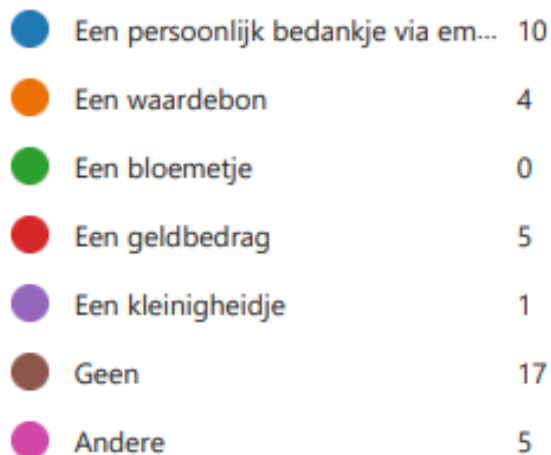 Een persoonlijk bedankje via em... 10
Een waardebon 4
Een bloemetje 0
Een geldbedrag 5
Een kleinigheidje 1
Geen 17
Andere 5